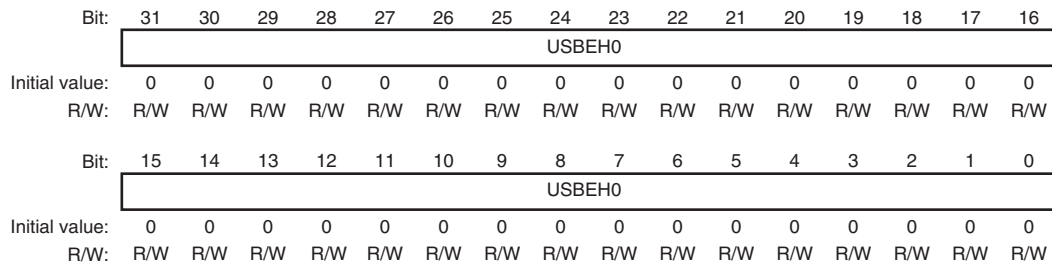 Bit: 31 30 29 28 27 26 25 24 23 22 21 20 19 18 17 16
USBEH0
Initial value: 0 0 0 0 0 0 0 0 0 0 0 0 0 0 0 0
R/W: R/W R/W R/W R/W R/W R/W R/W R/W R/W R/W R/W R/W R/W R/W R/W R/W
Bit: 15 14 13 12 11 10 9 8 7 6 5 4 3 2 1 0
USBEH0
Initial value: 0 0 0 0 0 0 0 0 0 0 0 0 0 0 0 0
R/W: R/W R/W R/W R/W R/W R/W R/W R/W R/W R/W R/W R/W R/W R/W R/W R/W